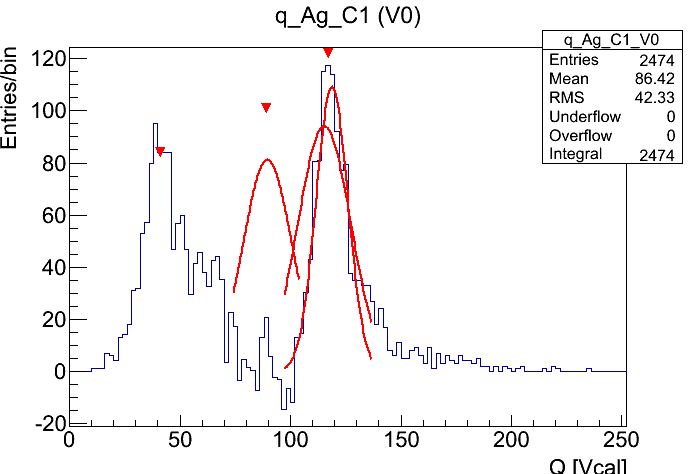 q_Ag_C1 (V0)
q_Ag_C1_V0
Entries 2474
Mean 86.42
RMS 42.33
Underflow 0
Overflow 0
Integral 2474
Entries/bin
120
100
80
60
40
20
0
-20
0 50 100 150 200 250
Q [Vcal]